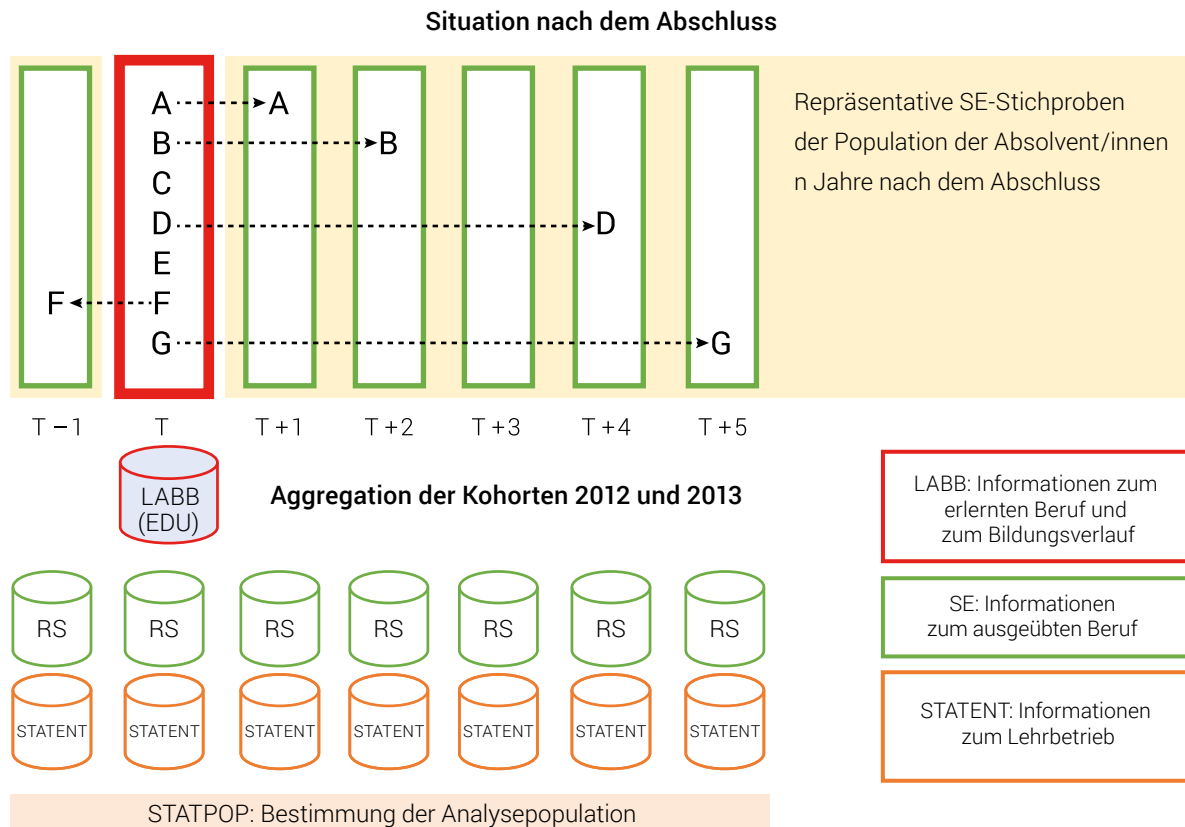 Situation nach dem Abschluss
A A
B B
C
D D
E
F F
G G
Repräsentative SE-Stichproben
der Population der Absolvent/innen
n Jahre nach dem Abschluss
T – 1 T T + 1 T + 2 T + 3 T + 4 T + 5
LABB
(EDU)
Aggregation der Kohorten 2012 und 2013
RS RS RS RS RS RS RS
STATENT STATENT STATENT STATENT STATENT STATENT STATENT
STATPOP: Bestimmung der Analysepopulation
LABB: Informationen zum
erlernten Beruf und
zum Bildungsverlauf
SE: Informationen
zum ausgeübten Beruf
STATENT: Informationen
zum Lehrbetrieb